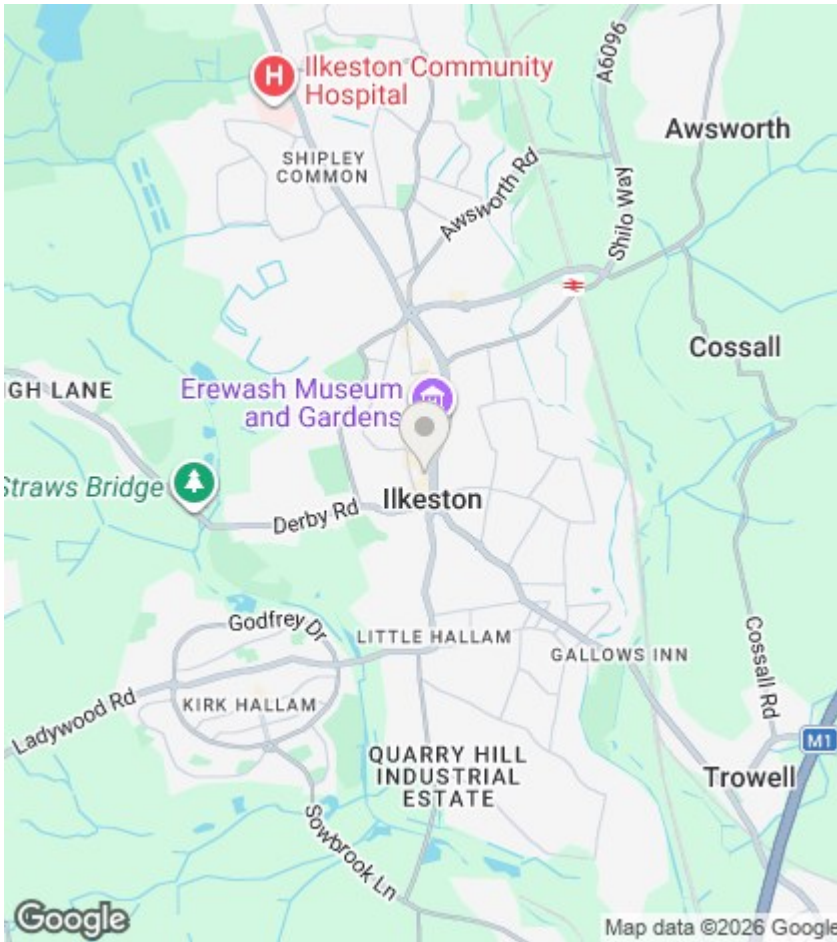 H
Ilkeston Community
Hospital
A6096
Awsworth
SHIPLEY
COMMON
Awsworth Rd
Shilo Way
Cossall
IGH LANE
Erewash Museum
and Gardens
Straws Bridge
Derby Rd
Ilkeston
Godfrey Dr
LITTLE HALLAM
GALLOWS INN
Cossall Rd
Ladywood Rd
KIRK HALLAM
M1
QUARRY HILL
INDUSTRIAL
ESTATE
Trowell
Sowbrook Ln
Google
Map data ©2026 Google